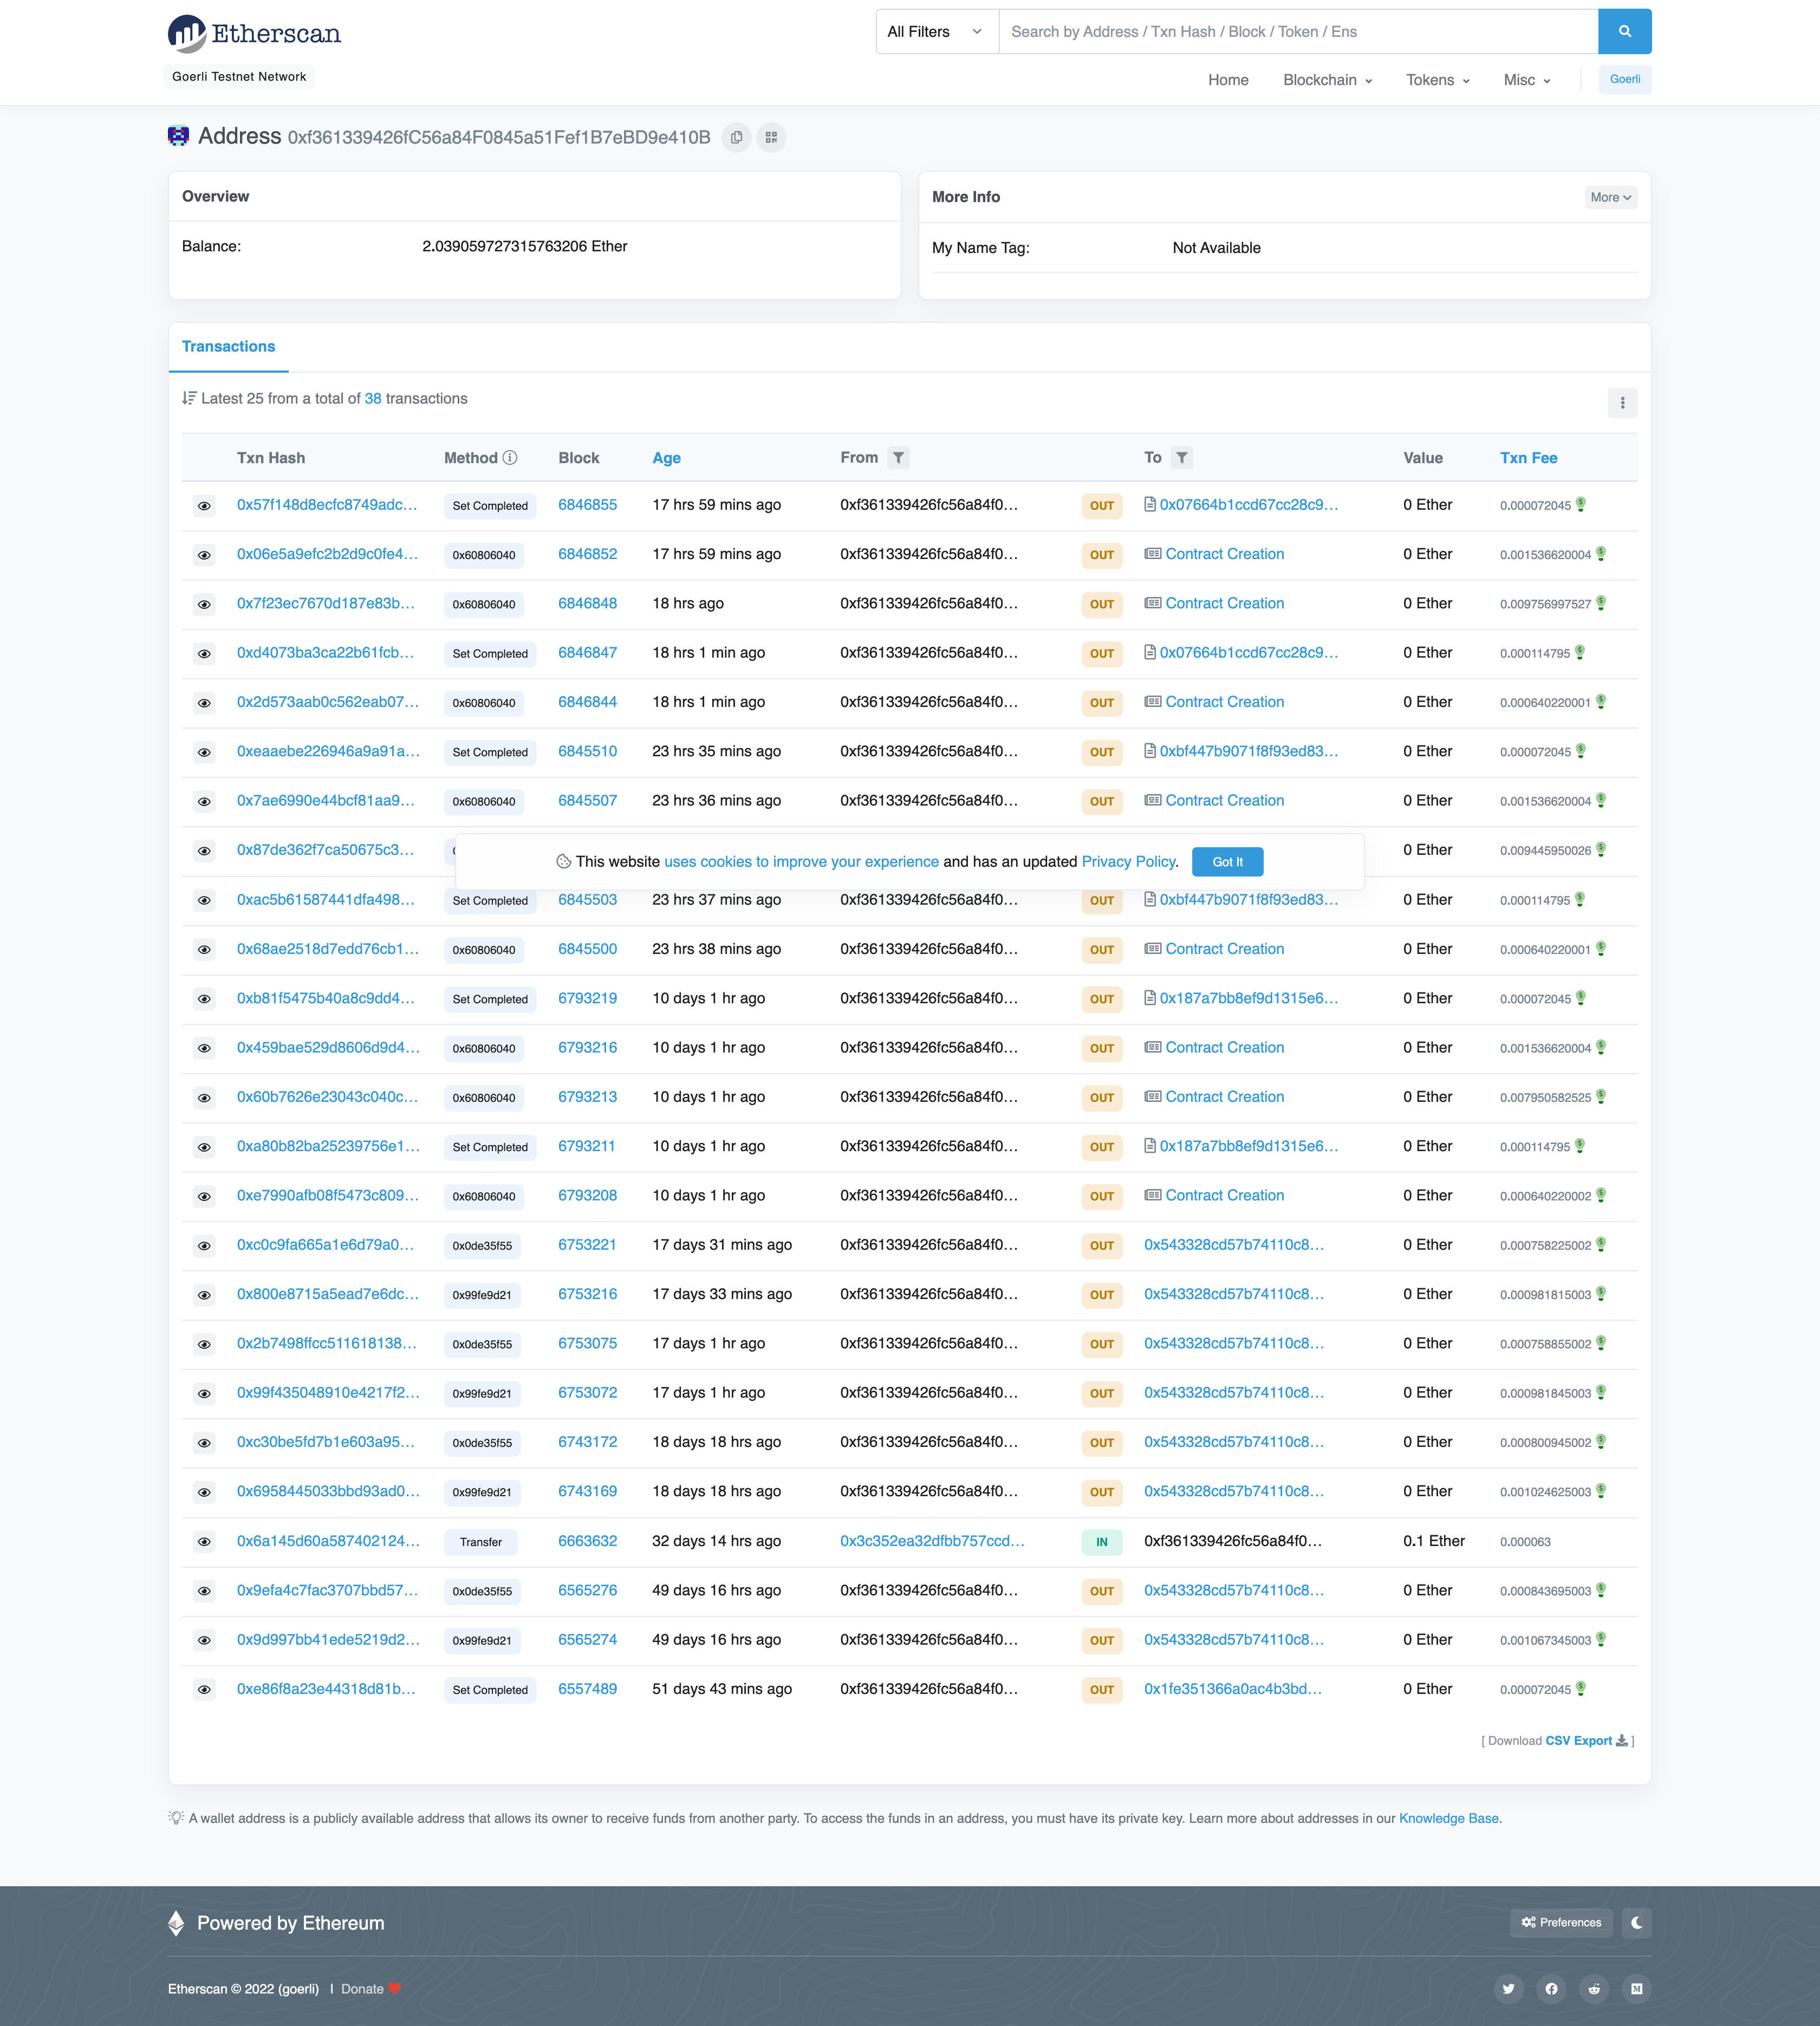 Etherscan
All Filters Search by Address / Txn Hash / Block / Token / Ens
Goerli Testnet Network
Home Blockchain Tokens Misc Goerli
Address 0xf361339426fC56a84F0845a51Fef1B7eBD9e410B
Overview
Balance: 2.039059727315763206 Ether
More Info More
My Name Tag: Not Available
Transactions
Latest 25 from a total of 38 transactions
Txn Hash Method Block Age From To Value Txn Fee
0x57f148d8ecfc8749adc... Set Completed 6846855 17 hrs 59 mins ago 0xf361339426fc56a84f0... OUT 0x07664b1ccd67cc28c9... 0 Ether 0.000072045
0x06e5a9efc2b2d9c0fe4... 0x60806040 6846852 17 hrs 59 mins ago 0xf361339426fc56a84f0... OUT Contract Creation 0 Ether 0.001536620004
0x7f23ec7670d187e83b... 0x60806040 6846848 18 hrs ago 0xf361339426fc56a84f0... OUT Contract Creation 0 Ether 0.009756997527
0xd4073ba3ca22b61fcb... Set Completed 6846847 18 hrs 1 min ago 0xf361339426fc56a84f0... OUT 0x07664b1ccd67cc28c9... 0 Ether 0.000114795
0x2d573aab0c562eab07... 0x60806040 6846844 18 hrs 1 min ago 0xf361339426fc56a84f0... OUT Contract Creation 0 Ether 0.000640220001
0xeaaebe226946a9a91a... Set Completed 6845510 23 hrs 35 mins ago 0xf361339426fc56a84f0... OUT 0xbf447b9071f8f93ed83... 0 Ether 0.000072045
0x7ae6990e44bcf81aa9... 0x60806040 6845507 23 hrs 36 mins ago 0xf361339426fc56a84f0... OUT Contract Creation 0 Ether 0.001536620004
0x87de362f7ca50675c3... 0 Ether 0.009445950026
This website uses cookies to improve your experience and has an updated Privacy Policy. Got It
0xac5b61587441dfa498... Set Completed 6845503 23 hrs 37 mins ago 0xf361339426fc56a84f0... OUT 0xbf447b9071f8f93ed83... 0 Ether 0.000114795
0x68ae2518d7edd76cb1... 0x60806040 6845500 23 hrs 38 mins ago 0xf361339426fc56a84f0... OUT Contract Creation 0 Ether 0.000640220001
0xb81f5475b40a8c9dd4... Set Completed 6793219 10 days 1 hr ago 0xf361339426fc56a84f0... OUT 0x187a7bb8ef9d1315e6... 0 Ether 0.000072045
0x459bae529d8606d9d4... 0x60806040 6793216 10 days 1 hr ago 0xf361339426fc56a84f0... OUT Contract Creation 0 Ether 0.001536620004
0x60b7626e23043c040c... 0x60806040 6793213 10 days 1 hr ago 0xf361339426fc56a84f0... OUT Contract Creation 0 Ether 0.007950582525
0xa80b82ba25239756e1... Set Completed 6793211 10 days 1 hr ago 0xf361339426fc56a84f0... OUT 0x187a7bb8ef9d1315e6... 0 Ether 0.000114795
0xe7990afb08f5473c809... 0x60806040 6793208 10 days 1 hr ago 0xf361339426fc56a84f0... OUT Contract Creation 0 Ether 0.000640220002
0xc0c9fa665a1e6d79a0... 0x0de35f55 6753221 17 days 31 mins ago 0xf361339426fc56a84f0... OUT 0x543328cd57b74110c8... 0 Ether 0.000758225002
0x800e8715a5ead7e6dc... 0x99fe9d21 6753216 17 days 33 mins ago 0xf361339426fc56a84f0... OUT 0x543328cd57b74110c8... 0 Ether 0.000981815003
0x2b7498ffcc511618138... 0x0de35f55 6753075 17 days 1 hr ago 0xf361339426fc56a84f0... OUT 0x543328cd57b74110c8... 0 Ether 0.000758855002
0x99f435048910e4217f2... 0x99fe9d21 6753072 17 days 1 hr ago 0xf361339426fc56a84f0... OUT 0x543328cd57b74110c8... 0 Ether 0.000981845003
0xc30be5fd7b1e603a95... 0x0de35f55 6743172 18 days 18 hrs ago 0xf361339426fc56a84f0... OUT 0x543328cd57b74110c8... 0 Ether 0.000800945002
0x6958445033bbd93ad0... 0x99fe9d21 6743169 18 days 18 hrs ago 0xf361339426fc56a84f0... OUT 0x543328cd57b74110c8... 0 Ether 0.001024625003
0x6a145d60a587402124... Transfer 6663632 32 days 14 hrs ago 0x3c352ea32dfbb757ccd... IN 0xf361339426fc56a84f0... 0.1 Ether 0.000063
0x9efa4c7fac3707bbd57... 0x0de35f55 6565276 49 days 16 hrs ago 0xf361339426fc56a84f0... OUT 0x543328cd57b74110c8... 0 Ether 0.000843695003
0x9d997bb41ede5219d2... 0x99fe9d21 6565274 49 days 16 hrs ago 0xf361339426fc56a84f0... OUT 0x543328cd57b74110c8... 0 Ether 0.001067345003
0xe86f8a23e44318d81b... Set Completed 6557489 51 days 43 mins ago 0xf361339426fc56a84f0... OUT 0x1fe351366a0ac4b3bd... 0 Ether 0.000072045
[ Download CSV Export ]
A wallet address is a publicly available address that allows its owner to receive funds from another party. To access the funds in an address, you must have its private key. Learn more about addresses in our Knowledge Base.
Powered by Ethereum Preferences
Etherscan © 2022 (goerli) | Donate